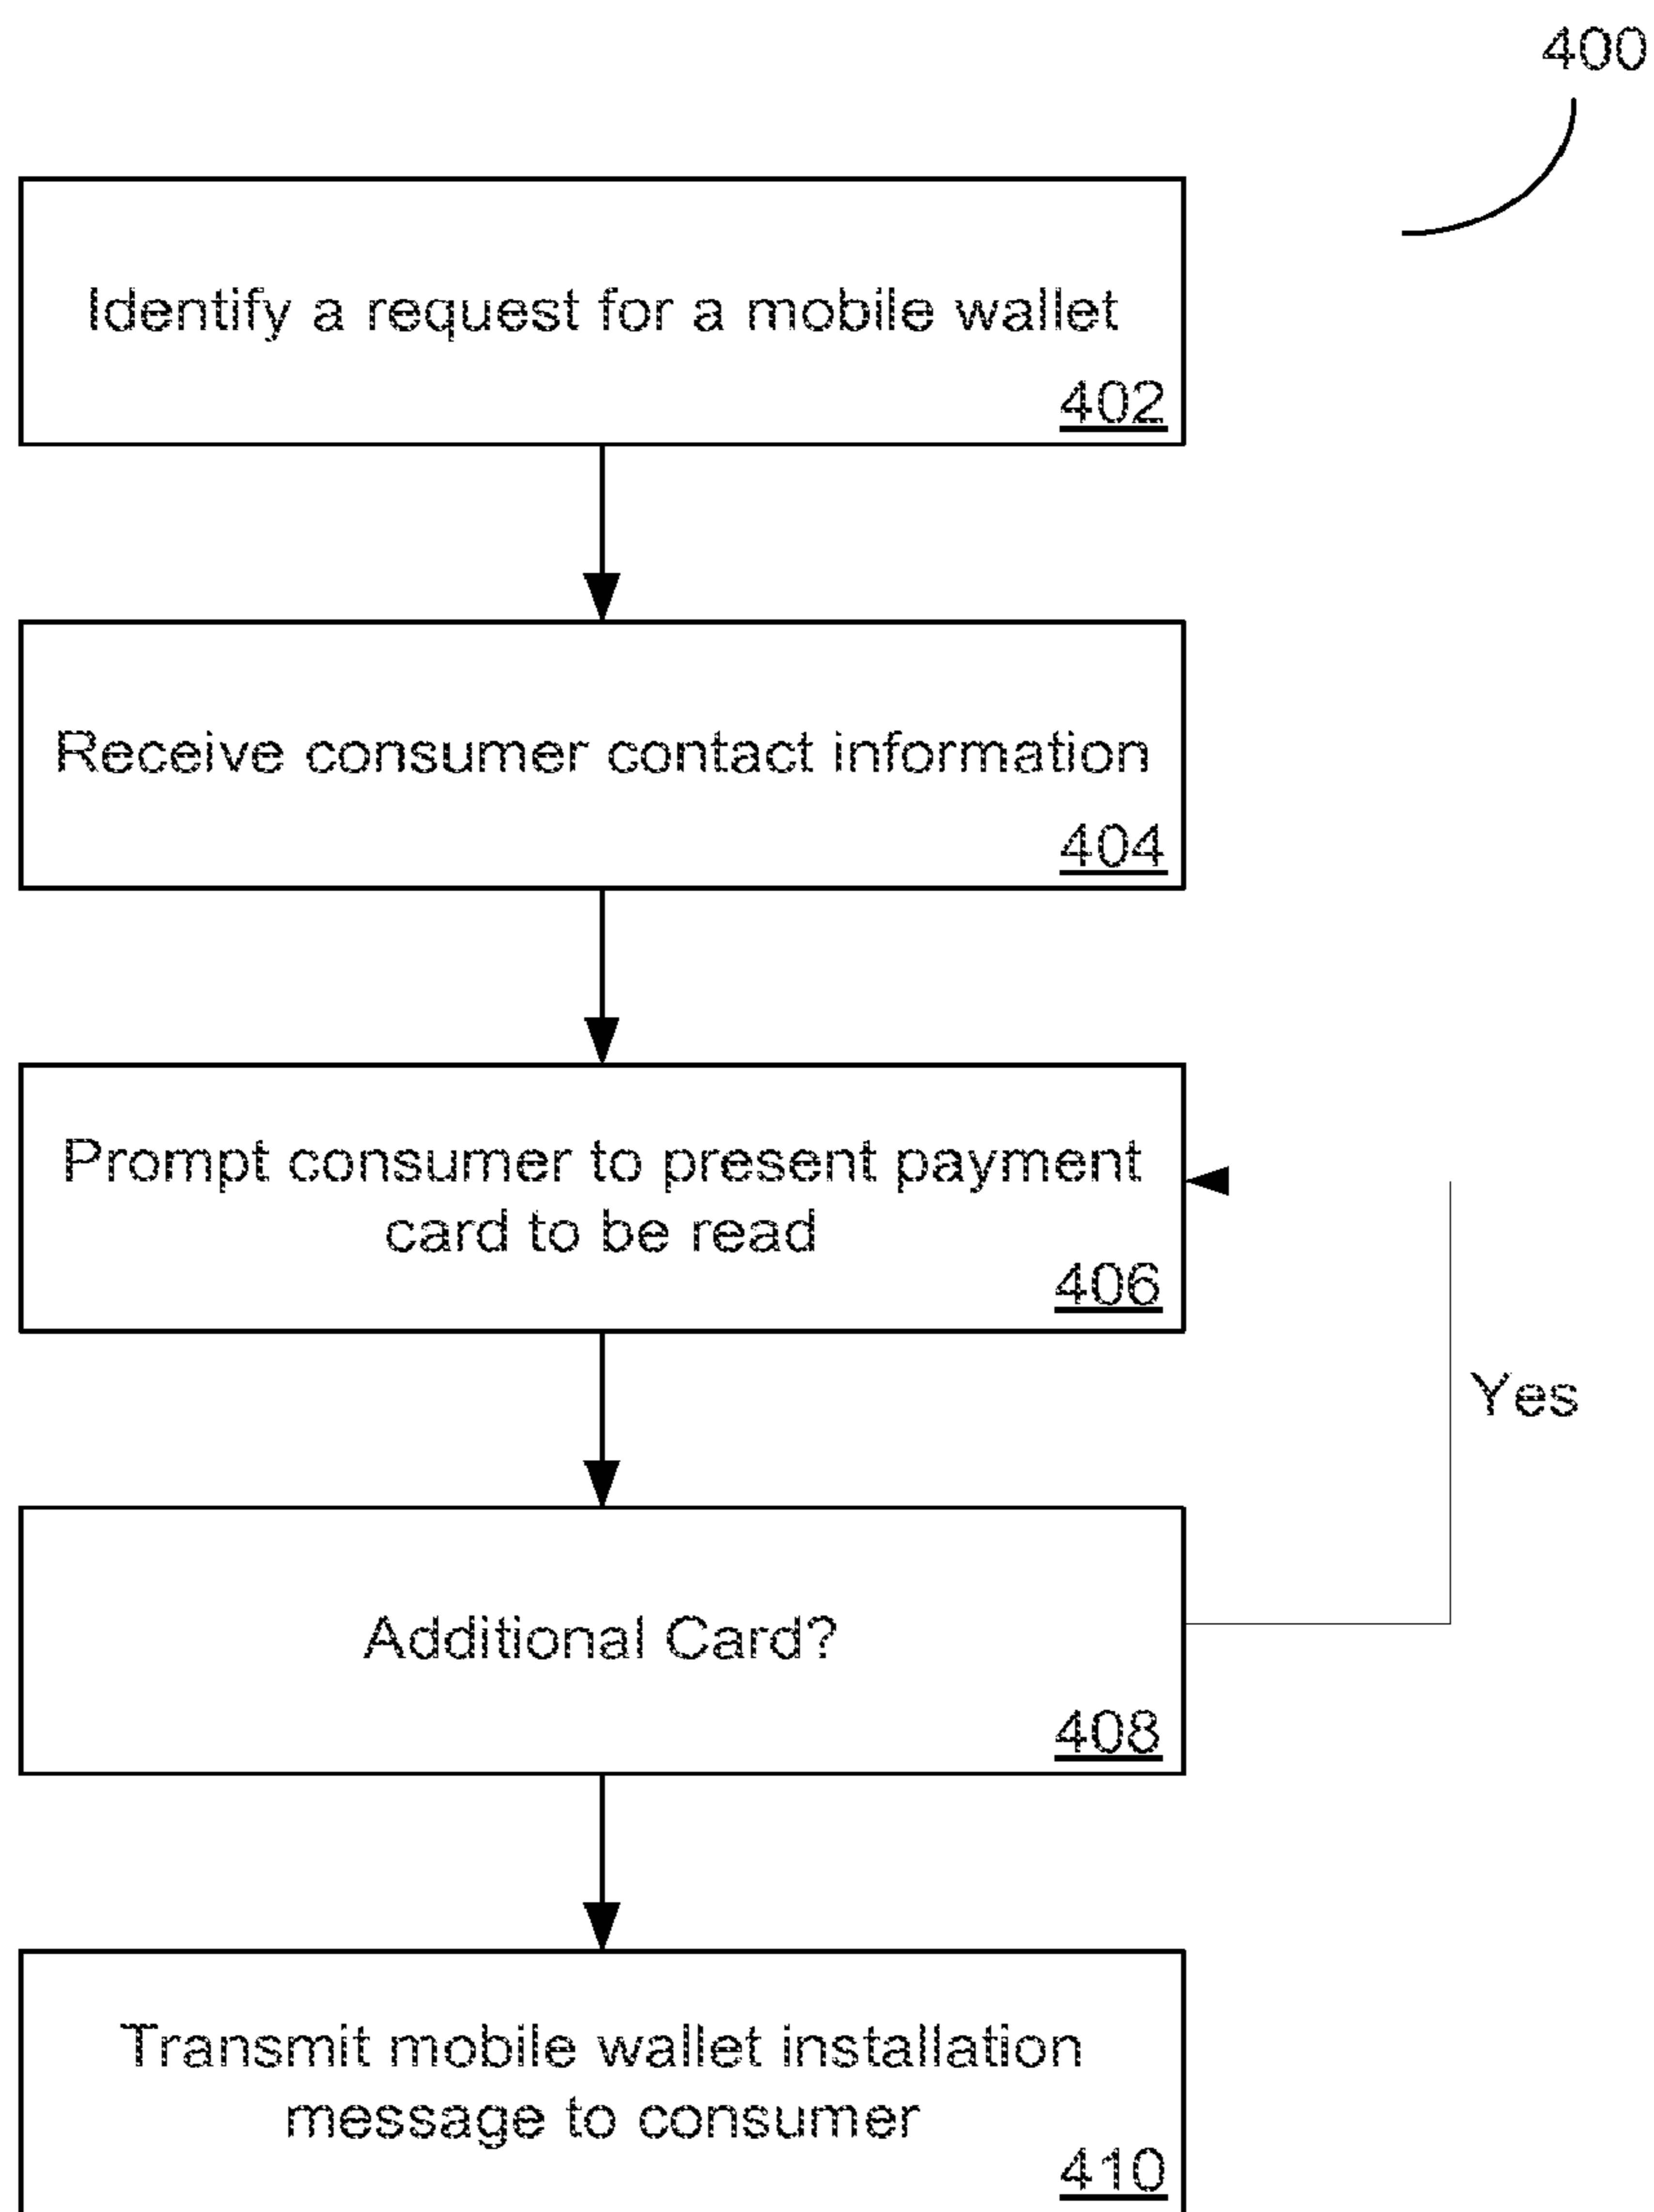 400
Identify a request for a mobile wallet
402
Receive consumer contact information
404
Prompt consumer to present payment
card to be read
406
Yes
Additional Card?
408
Transmit mobile wallet installation
message to consumer
410